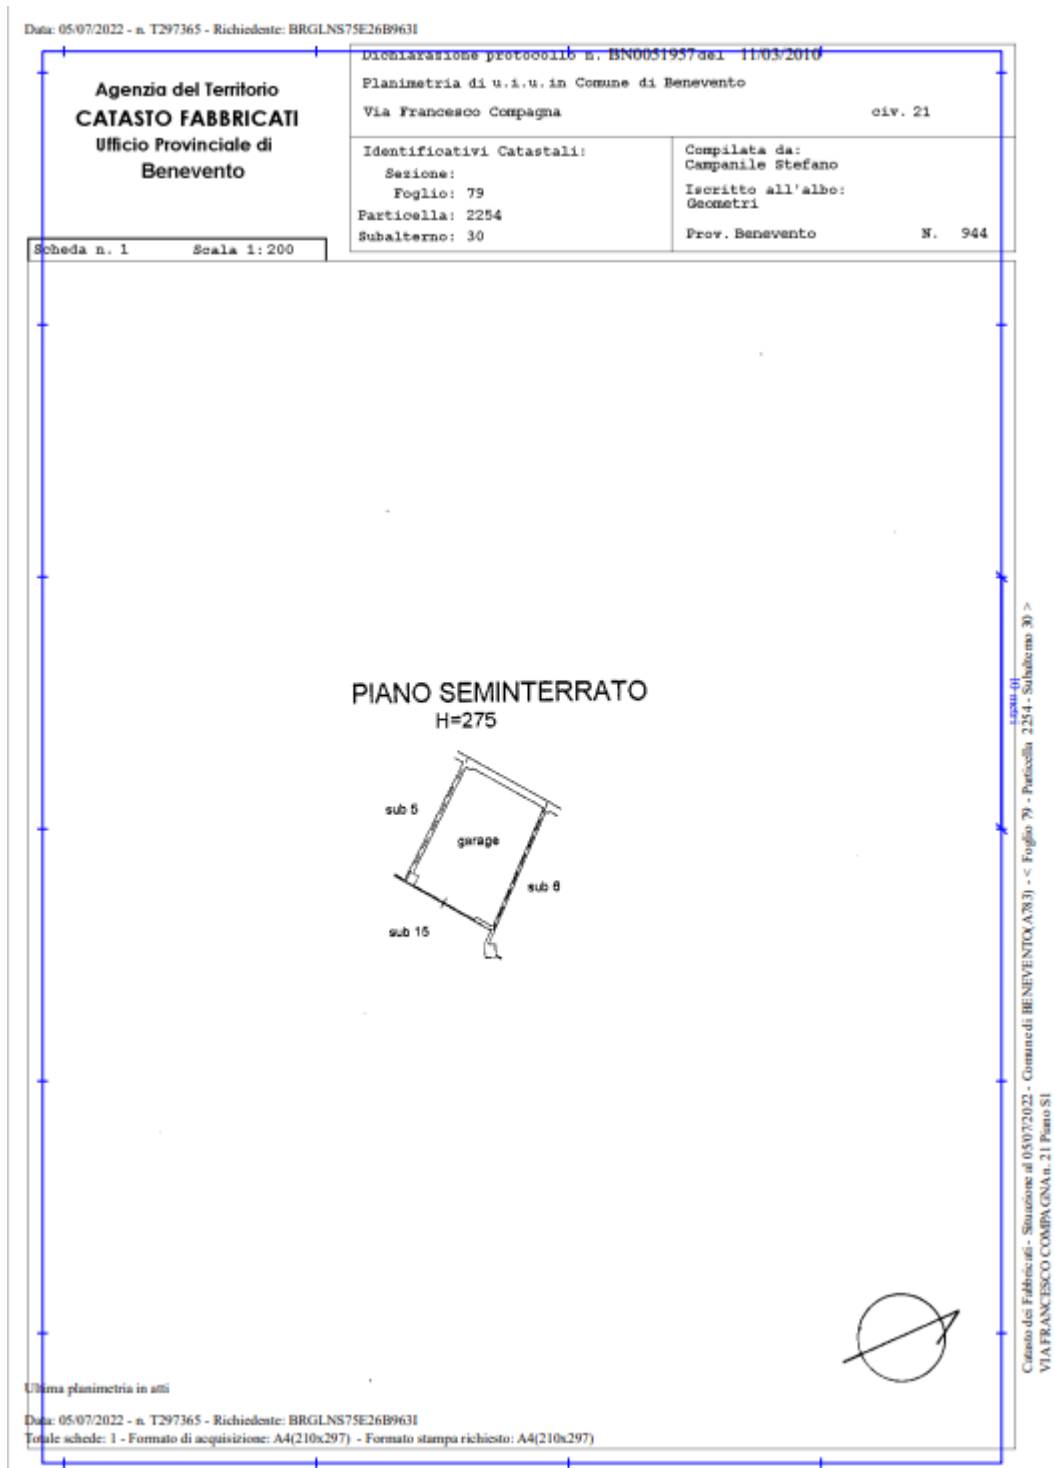 Data: 05/07/2022 - n. T297365 - Richiedente: BRGLNS75E26B963I
Agenzia del Territorio
CATASTO FABBRICATI
Ufficio Provinciale di
Benevento
Dichiarazione protocollo n. BN0051957 del 11/03/2010
Planimetria di u.i.u. in Comune di Benevento
Via Francesco Compagna civ. 21
Identificativi Catastali:
Sezione:
Foglio: 79
Particella: 2254
Subalterno: 30
Compilata da:
Campanile Stefano
Iscritto all'albo:
Geometri
Prov. Benevento N. 944
Scheda n. 1 Scala 1:200
PIANO SEMINTERRATO
H=275
sub 5
garage
sub 6
sub 15
Ultima planimetria in atti
Data: 05/07/2022 - n. T297365 - Richiedente: BRGLNS75E26B963I
Totale schede: 1 - Formato di acquisizione: A4(210x297) - Formato stampa richiesto: A4(210x297)
Catasto dei Fabbricati - Situazione al 05/07/2022 - Comune di BENEVENTO(A783) - < Foglio 79 - Particella 2254 - Subalterno 30 >
VIA FRANCESCO COMPAGNA n. 21 Piano S1